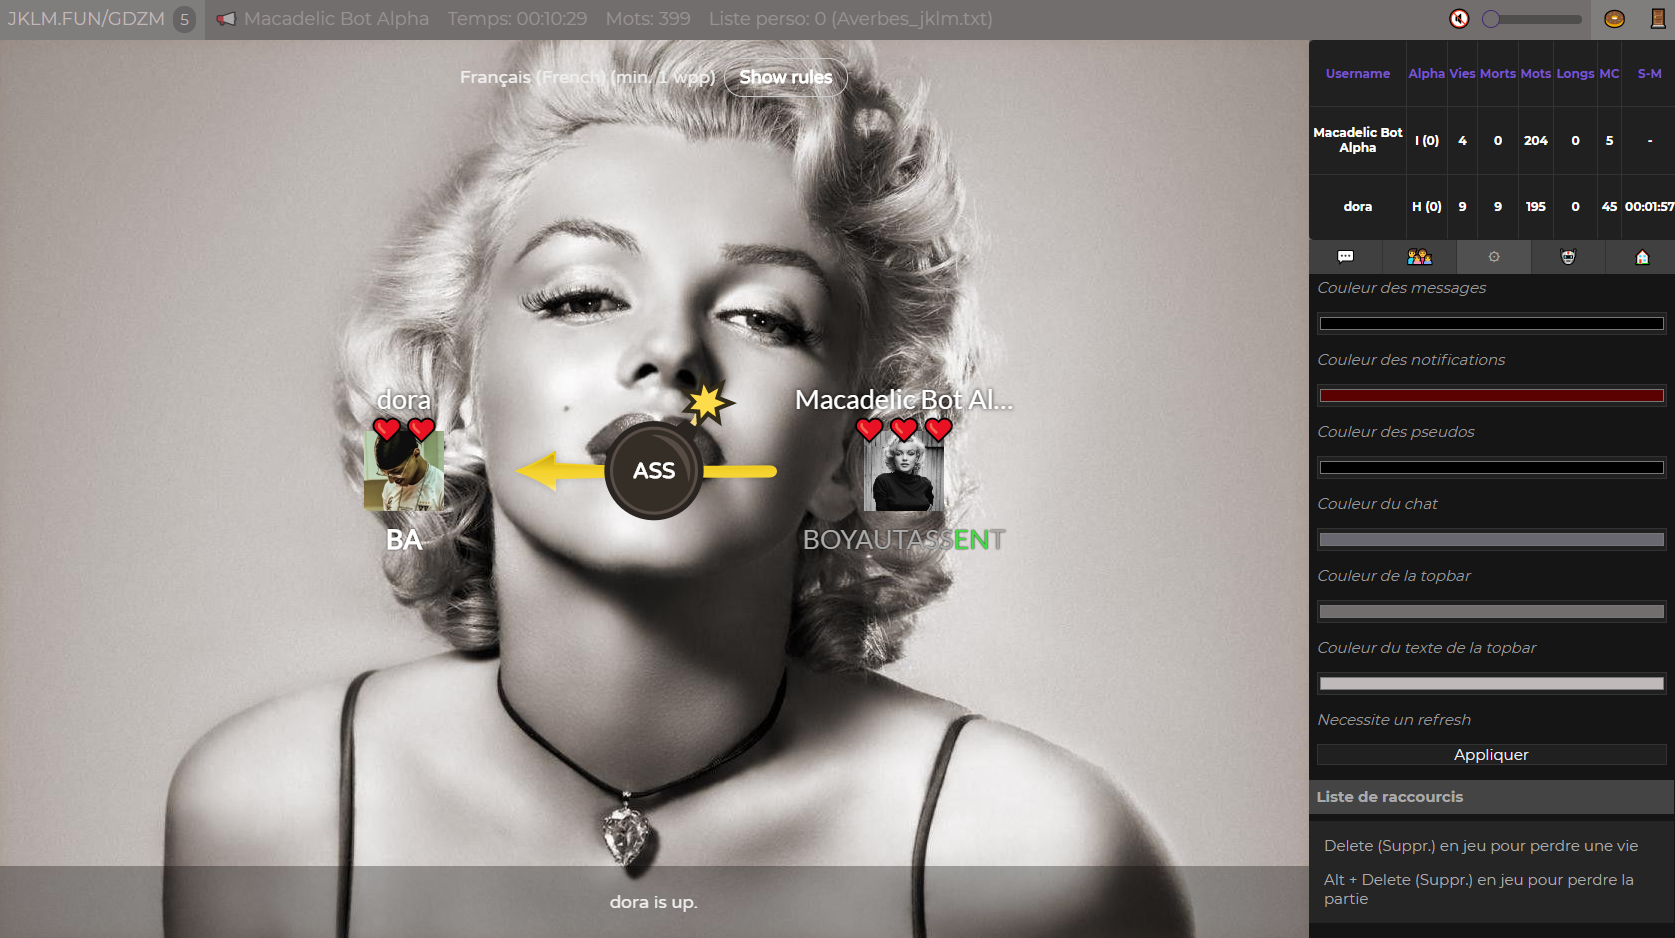 JKLM.FUN/GDZM 5 Macadelic Bot Alpha Temps: 00:10:29 Mots: 399 Liste perso: 0 (Averbes_jklm.txt)
Français (French) (min. 1 wpp) Show rules
dora
BA
ASS
Macadelic Bot Al...
BOYAUTASSENT
dora is up.
Username Alpha Vies Morts Mots Longs MC S-M
Macadelic Bot
Alpha I (0) 4 0 204 0 5 -
dora H (0) 9 9 195 0 45 00:01:57
Couleur des messages
Couleur des notifications
Couleur des pseudos
Couleur du chat
Couleur de la topbar
Couleur du texte de la topbar
Necessite un refresh
Appliquer
Liste de raccourcis
Delete (Suppr.) en jeu pour perdre une vie
Alt + Delete (Suppr.) en jeu pour perdre la
partie